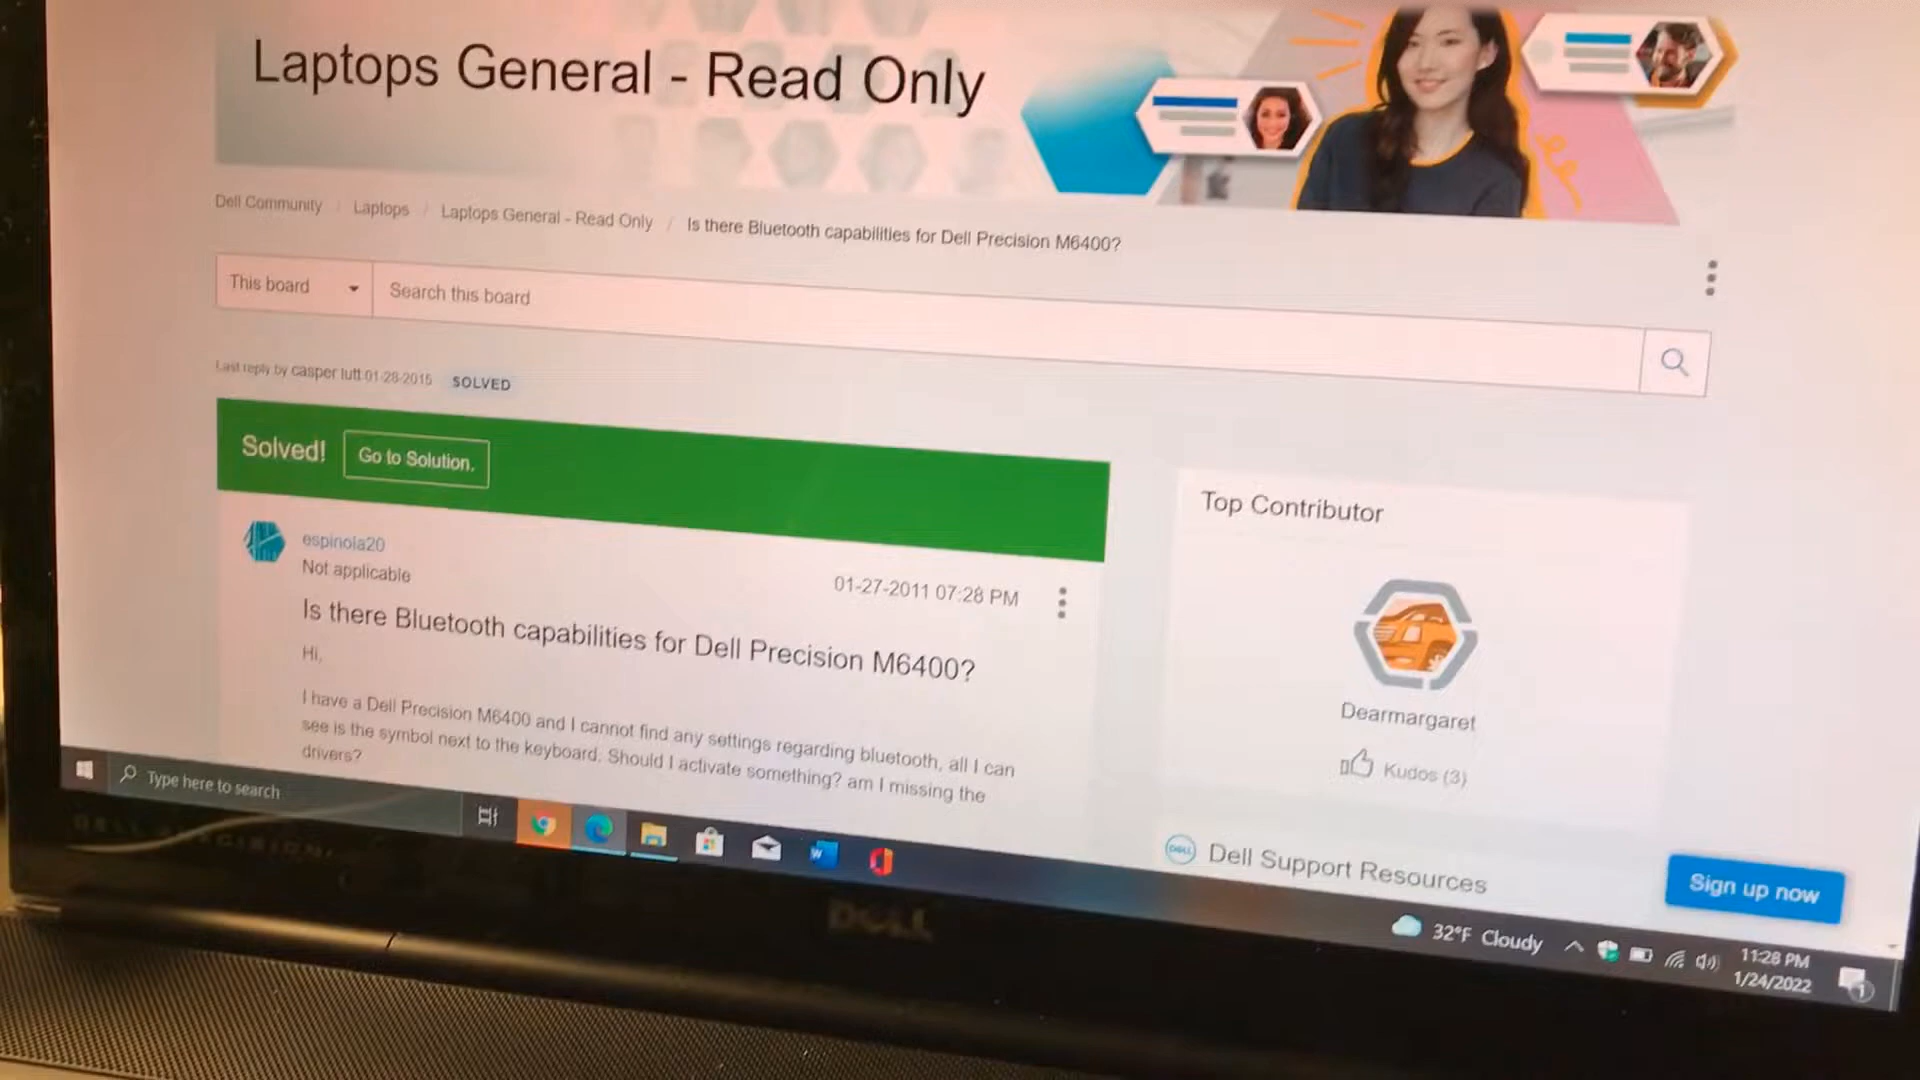 Laptops General - Read Only
Dell Community / Laptops / Laptops General - Read Only / Is there Bluetooth capabilities for Dell Precision M6400?
This board
Search this board
Last reply by casper lutt 01-28-2015 SOLVED
Solved! Go to Solution.
espinola20
Not applicable
01-27-2011 07:28 PM
Is there Bluetooth capabilities for Dell Precision M6400?
Hi,
I have a Dell Precision M6400 and I cannot find any settings regarding bluetooth, all I can
see is the symbol next to the keyboard. Should I activate something? am I missing the
drivers?
Top Contributor
Dearmargaret
Kudos (3)
DELL Dell Support Resources
Sign up now
Type here to search
32°F Cloudy
11:28 PM
1/24/2022
1
DELL PRECISION
DELL